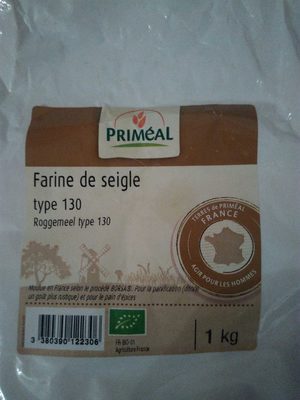 PRIMÉAL
Farine de seigle
type 130
Roggemeel type 130
TERRES DE PRIMÉAL
FRANCE
AGIR POUR LES HOMMES
Moulue en France selon le procédé BORSA®. Pour la panification (donne
un goût plus rustique) et pour le pain d'épices
3 380390 122306
FR-BIO-01
Agriculture France
1 kg